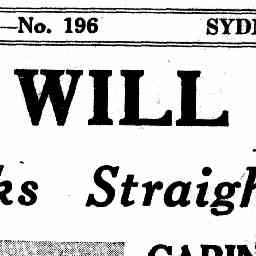 —No. 196 SYD
WILL
ks Straigh
CABIN